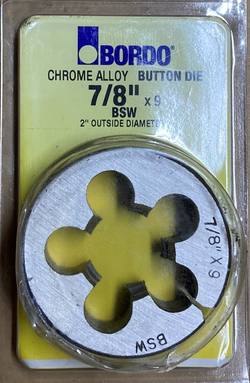 BORDO®
CHROME ALLOY BUTTON DIE
7/8" x 9
BSW
2" OUTSIDE DIAMETER
7/8" X 9
BSW